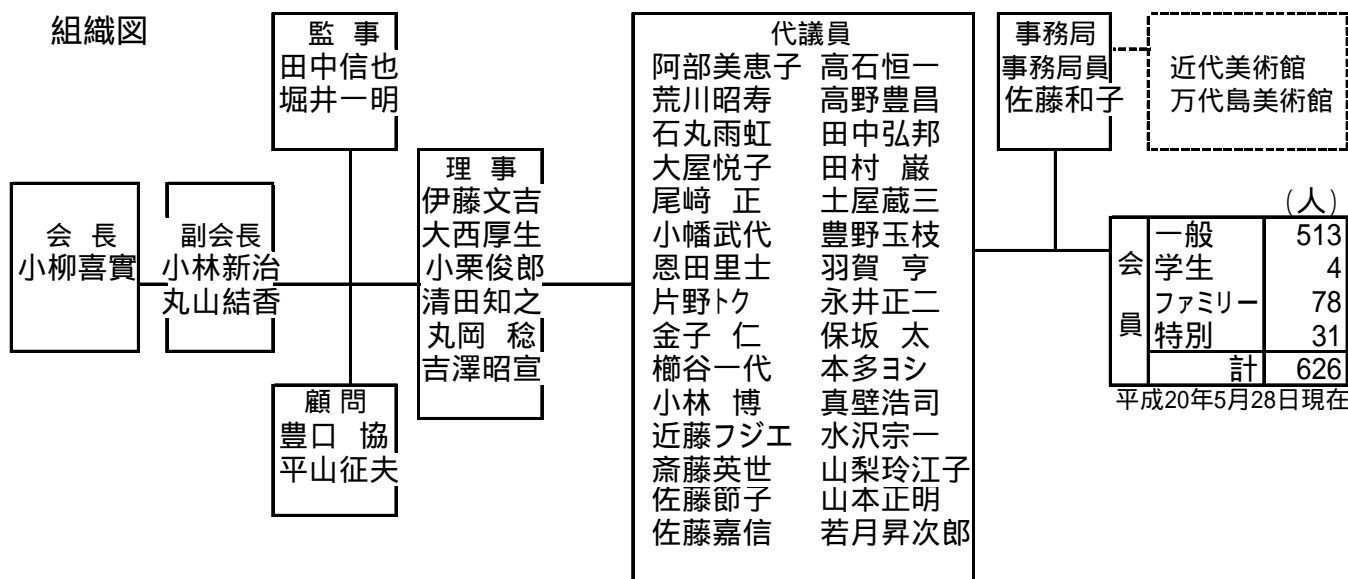 組織図
会 長
小柳喜實
副会長
小林新治
丸山結香
監 事
田中信也
堀井一明
顧 問
豊口 協
平山征夫
理 事
伊藤文吉
大西厚生
小栗俊郎
清田知之
丸岡 稔
吉澤昭宣
代議員
阿部美恵子 高石恒一
荒川昭寿 高野豊昌
石丸雨虹 田中弘邦
大屋悦子 田村 巌
尾﨑 正 土屋蔵三
小幡武代 豊野玉枝
恩田里士 羽賀 亨
片野トク 永井正二
金子 仁 保坂 太
櫛谷一代 本多ヨシ
小林 博 真壁浩司
近藤フジエ 水沢宗一
斎藤英世 山梨玲江子
佐藤節子 山本正明
佐藤嘉信 若月昇次郎
事務局
事務局員
佐藤和子
近代美術館
万代島美術館
(人)
会員
一般 513
学生 4
ファミリー 78
特別 31
計 626
平成20年5月28日現在